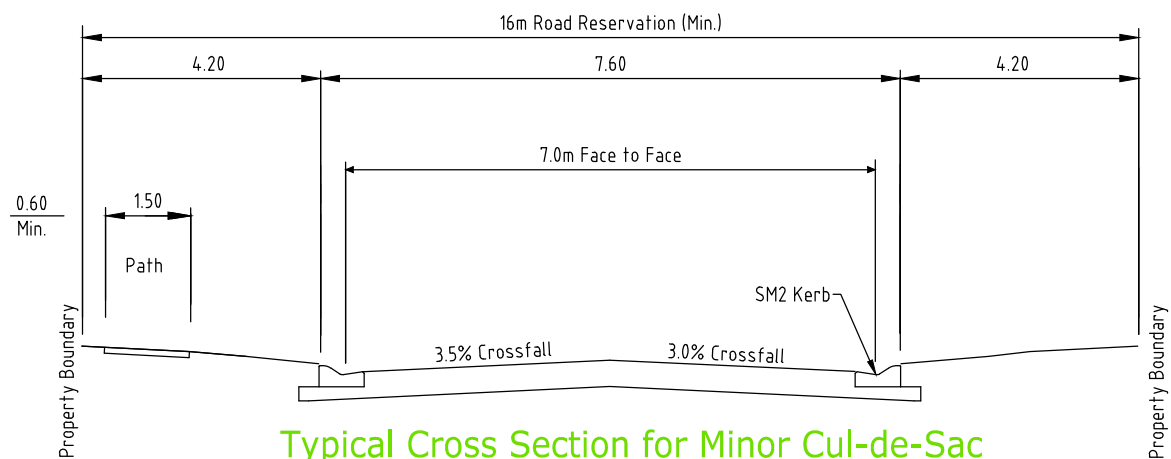 16m Road Reservation (Min.)
4.20
7.60
4.20
7.0m Face to Face
0.60
Min.
1.50
Path
SM2 Kerb
3.5% Crossfall
3.0% Crossfall
Property Boundary
Property Boundary
Typical Cross Section for Minor Cul-de-Sac